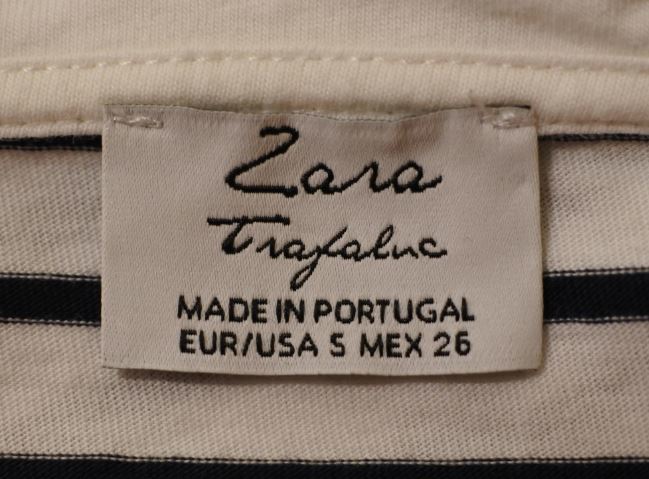 Zara
Trafaluc
MADE IN PORTUGAL
EUR/USA S MEX 26